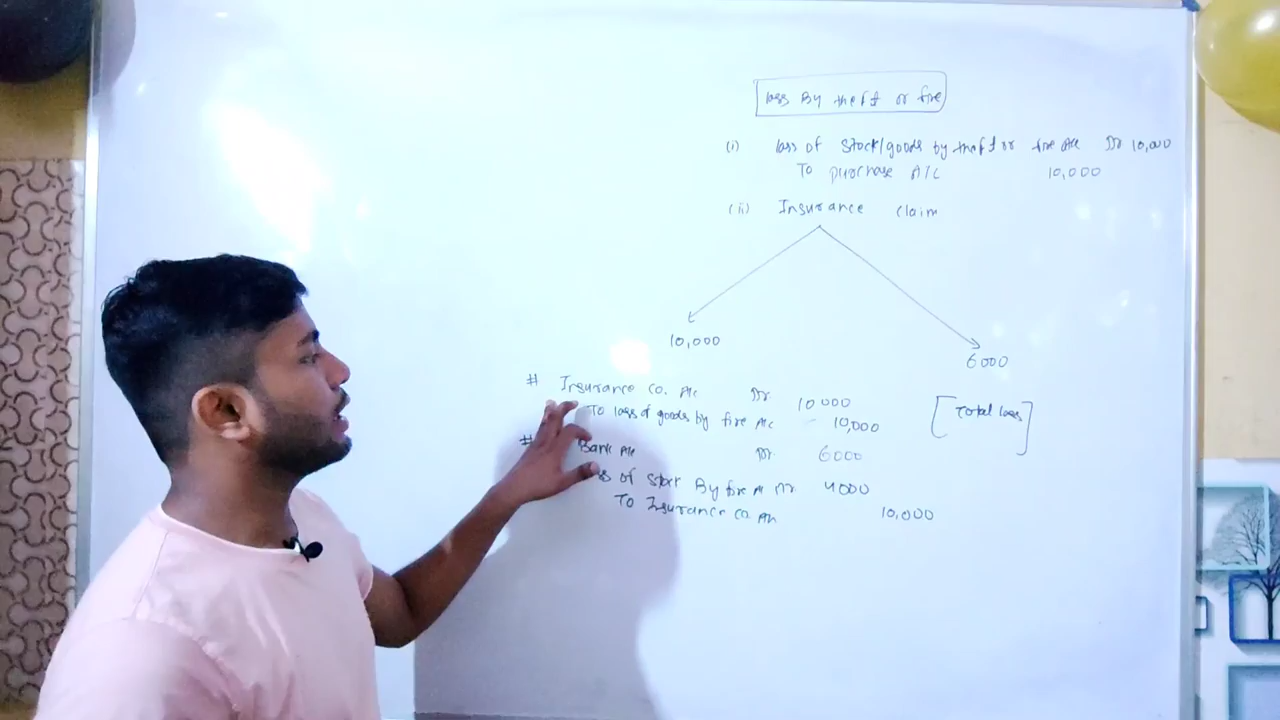 loss By theft or fire
(i) loss of stock/goods by theft or fire A/c Dr 10,000
To purchase A/C 10,000
(ii) Insurance claim
10,000
6000
# Insurance co. A/c Dr 10000
To loss of goods by fire A/c 10,000
[Total loss]
# Bank A/c Dr 6000
of stock By fire A/c Dr. 4000
To Insurance co. A/c 10,000